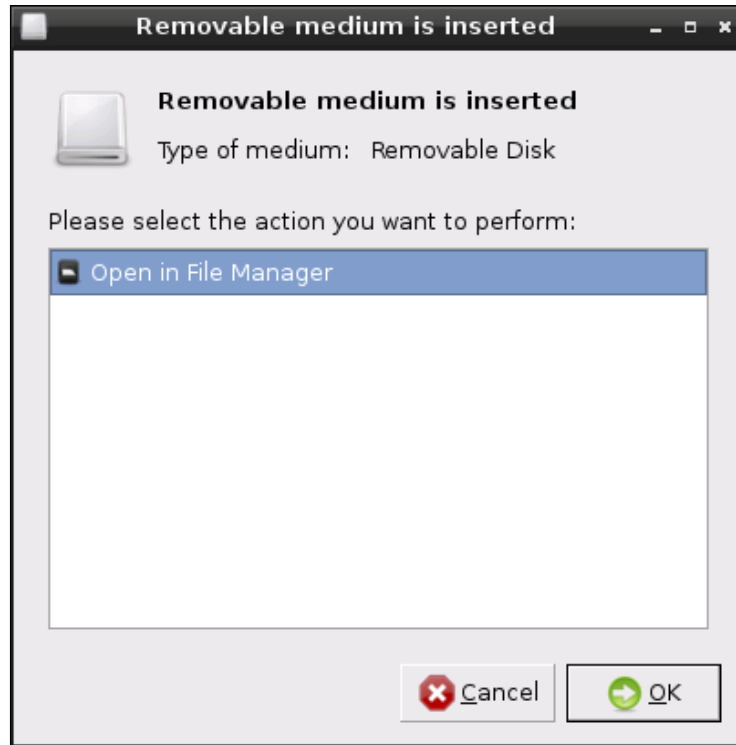 Removable medium is inserted
Removable medium is inserted
Type of medium: Removable Disk
Please select the action you want to perform:
Open in File Manager
Cancel OK